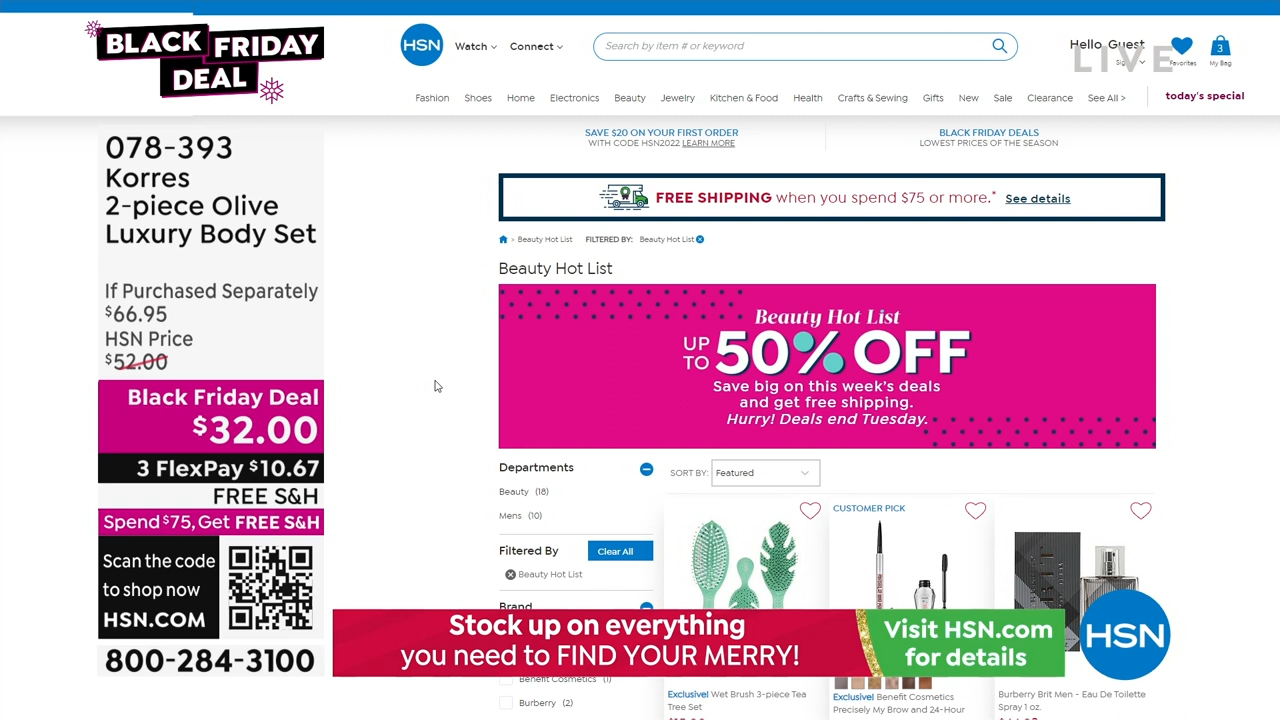 BLACK FRIDAY
DEAL
078-393
Korres
2-piece Olive
Luxury Body Set
If Purchased Separately
$66.95
HSN Price
$52.00
Black Friday Deal
$32.00
3 FlexPay $10.67
FREE S&H
Spend $75, Get FREE S&H
Scan the code
to shop now
HSN.COM
800-284-3100
HSN
Watch
Connect
Search by item # or keyword
Hello, Guest
LIVE
Favorites
3
My Bag
Fashion Shoes Home Electronics Beauty Jewelry Kitchen & Food Health Crafts & Sewing Gifts New Sale Clearance See All >
today's special
SAVE $20 ON YOUR FIRST ORDER
WITH CODE HSN2022 LEARN MORE
BLACK FRIDAY DEALS
LOWEST PRICES OF THE SEASON
FREE SHIPPING when you spend $75 or more.* See details
> Beauty Hot List FILTERED BY: Beauty Hot List
Beauty Hot List
Beauty Hot List
UP TO 50% OFF
Save big on this week's deals
and get free shipping.
Hurry! Deals end Tuesday.
Departments
Beauty (18)
Mens (10)
Filtered By
Clear All
Beauty Hot List
Brand
Benefit Cosmetics (1)
Burberry (2)
SORT BY: Featured
CUSTOMER PICK
Exclusive! Wet Brush 3-piece Tea
Tree Set
Exclusive! Benefit Cosmetics
Precisely My Brow and 24-Hour
Burberry Brit Men - Eau De Toilette
Spray 1 oz.
Stock up on everything
you need to FIND YOUR MERRY!
Visit HSN.com
for details
HSN